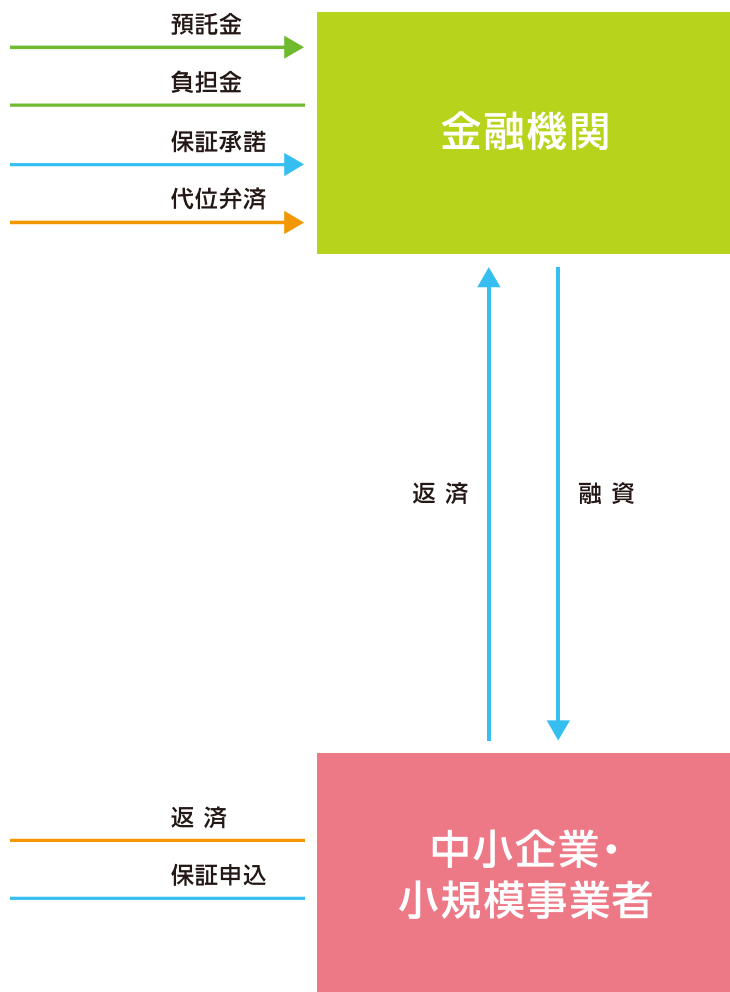 預託金
負担金
保証承諾
代位弁済
金融機関
返済
融資
返済
保証申込
中小企業・
小規模事業者